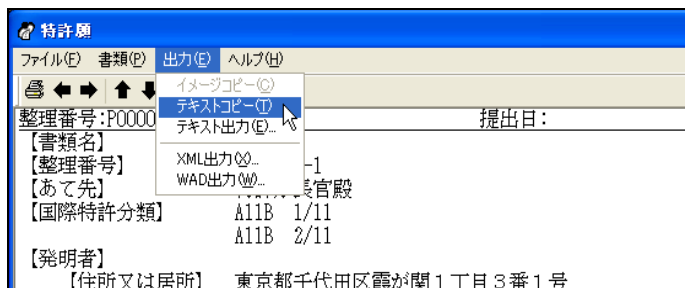 特許願
ファイル(F) 書類(P) 出力(E) ヘルプ(H)
イメージコピー(C)
テキストコピー(T)
テキスト出力(E)...
XML出力(X)...
WAD出力(W)...
整理番号:P0000 提出日:
【書類名】
【整理番号】 -1
【あて先】 長官殿
【国際特許分類】 A11B 1/11
A11B 2/11
【発明者】
【住所又は居所】 東京都千代田区霞が関1丁目3番1号